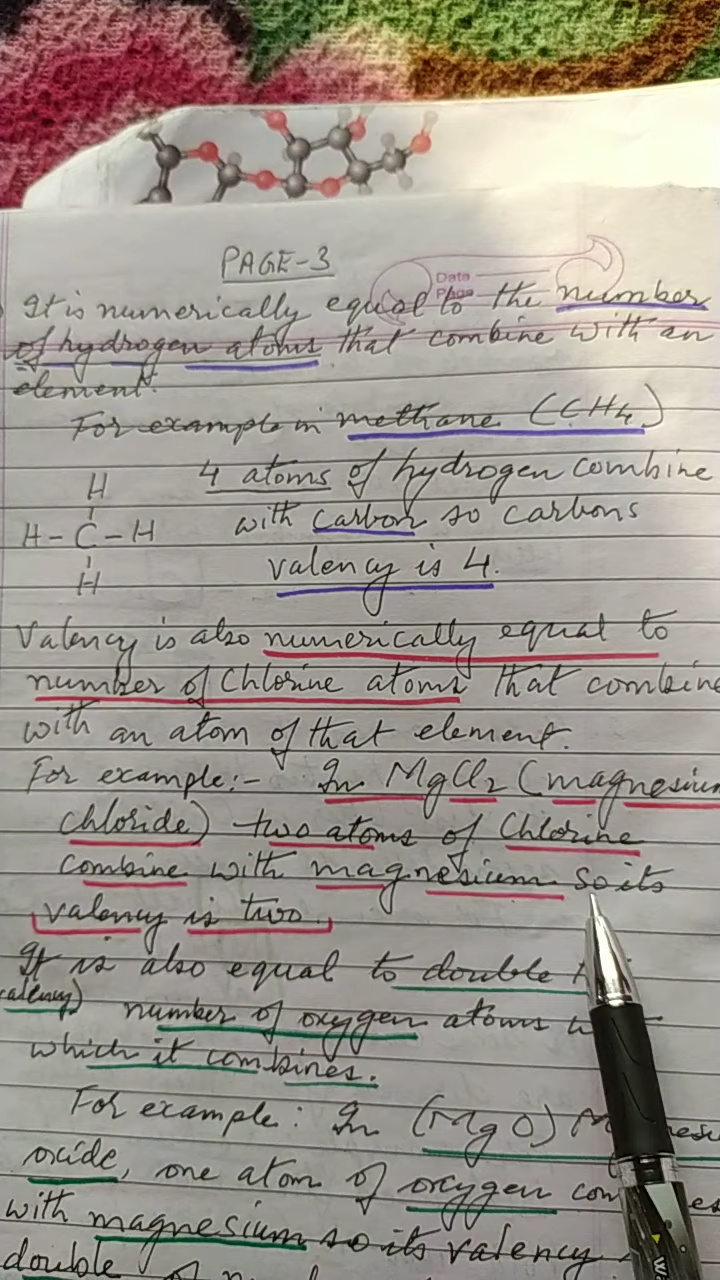 PAGE-3
Date
Page
It is numerically equal to the number
of hydrogen atoms that combine with an
element.
For example in methane (CH4)
H 4 atoms of hydrogen combine
H-C-H with carbon so carbons
H valency is 4.
Valency is also numerically equal to
number of Chlorine atoms that combine
with an atom of that element.
For example:- In MgCl2 (magnesium
chloride) two atoms of Chlorine
combine with magnesium so its
valency is two.
It is also equal to double
(valency) number of oxygen atoms
which it combines.
For example: In (MgO)
oxide, one atom of oxygen
with magnesium so its valency
double of